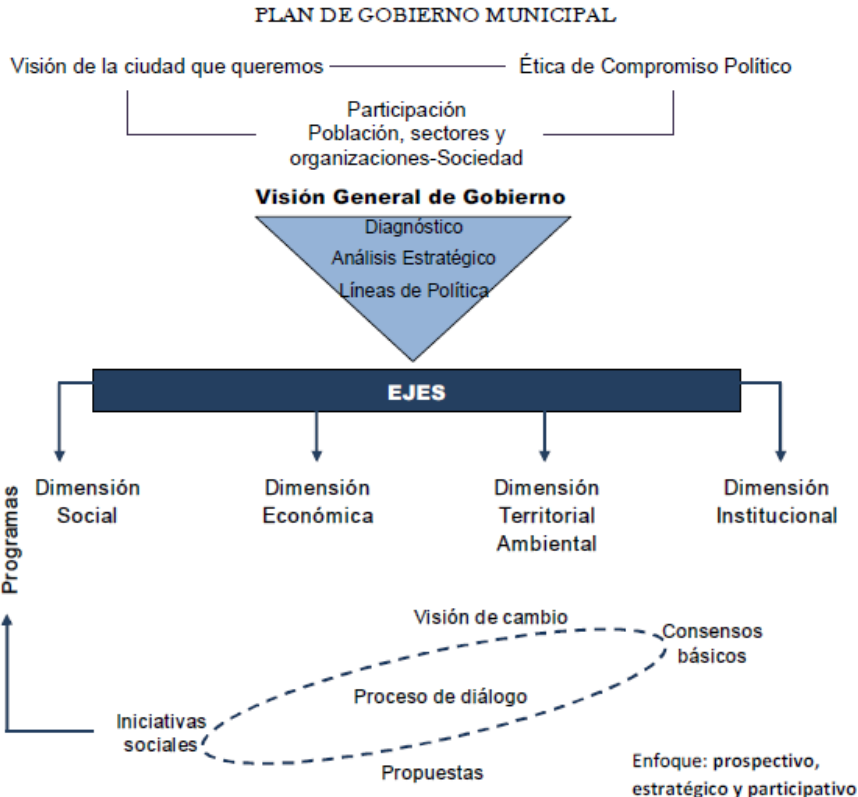 PLAN DE GOBIERNO MUNICIPAL
Visión de la ciudad que queremos
Ética de Compromiso Político
Participación
Población, sectores y
organizaciones-Sociedad
Visión General de Gobierno
Diagnóstico
Análisis Estratégico
Líneas de Política
EJES
Dimensión
Social
Dimensión
Económica
Dimensión
Territorial
Ambiental
Dimensión
Institucional
Programas
Visión de cambio
Consensos
básicos
Proceso de diálogo
Iniciativas
sociales
Propuestas
Enfoque: prospectivo,
estratégico y participativo